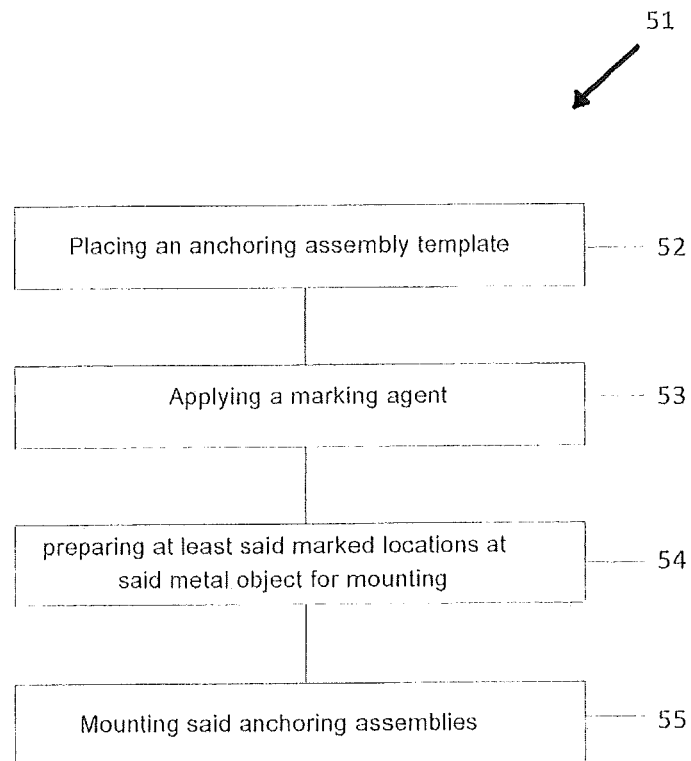 51
Placing an anchoring assembly template
52
Applying a marking agent
53
preparing at least said marked locations at
said metal object for mounting
54
Mounting said anchoring assemblies
55